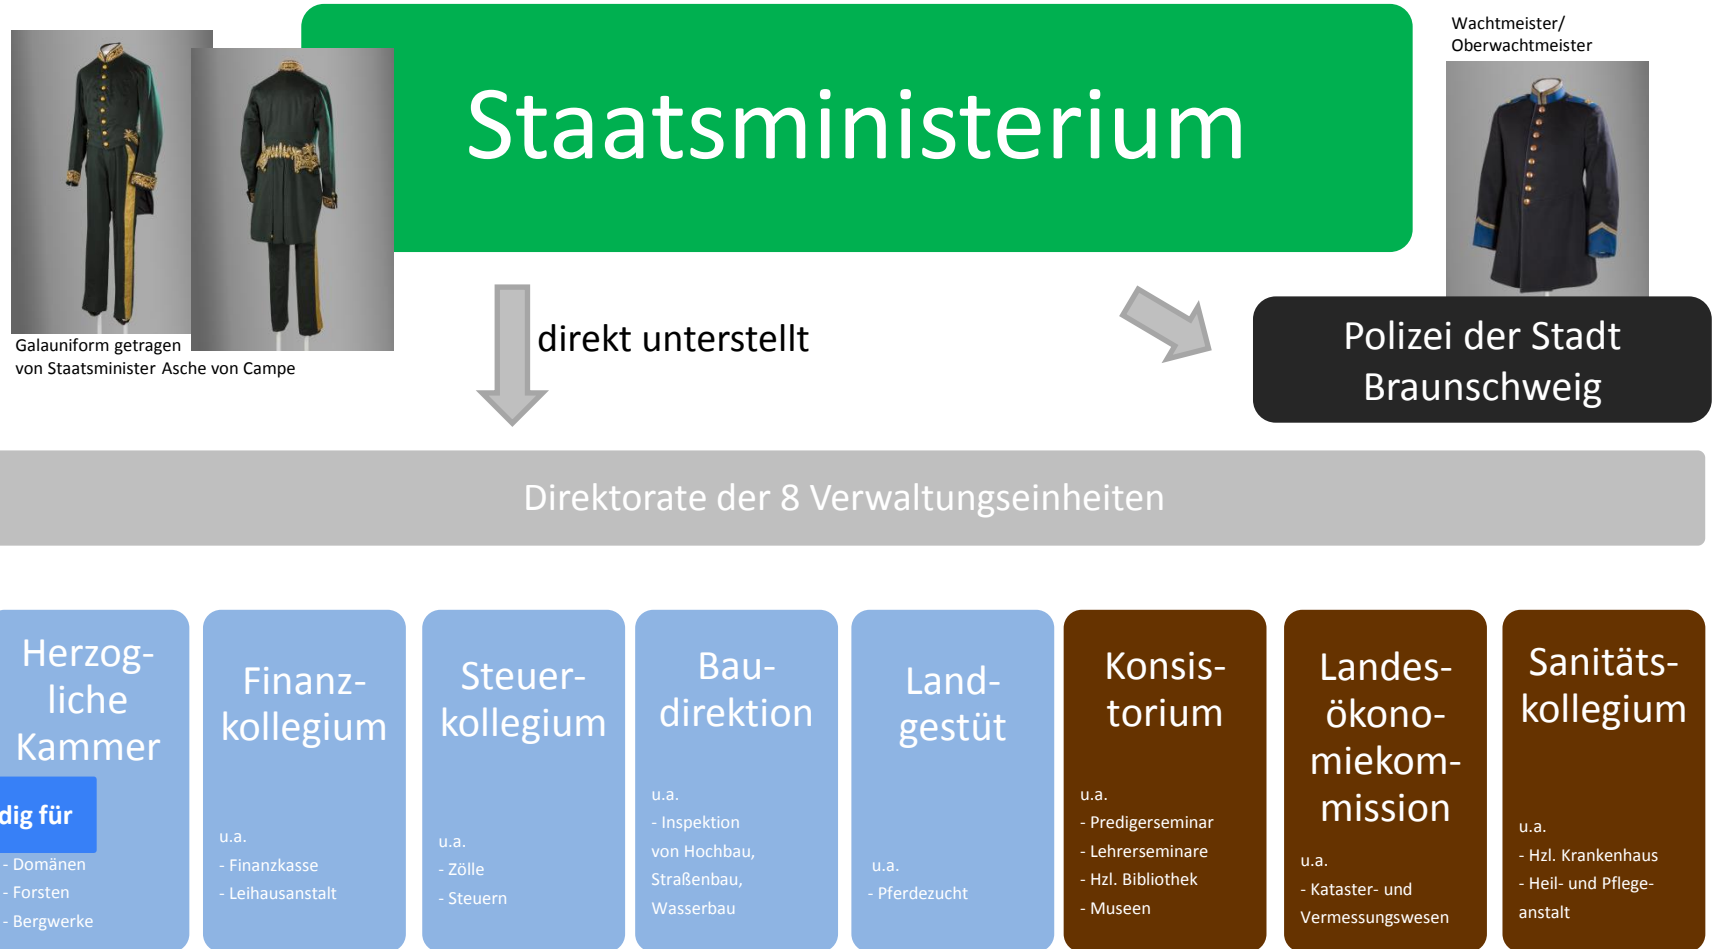 Wachtmeister/
Oberwachtmeister
Staatsministerium
Galauniform getragen
von Staatsminister Asche von Campe
direkt unterstellt
Polizei der Stadt
Braunschweig
Direktorate der 8 Verwaltungseinheiten
Herzog-
liche
Kammer
dig für
- Domänen
- Forsten
- Bergwerke
Finanz-
kollegium
u.a.
- Finanzkasse
- Leihausanstalt
Steuer-
kollegium
u.a.
- Zölle
- Steuern
Bau-
direktion
u.a.
- Inspektion
von Hochbau,
Straßenbau,
Wasserbau
Land-
gestüt
u.a.
- Pferdezucht
Konsis-
torium
u.a.
- Predigerseminar
- Lehrerseminare
- Hzl. Bibliothek
- Museen
Landes-
ökono-
miekom-
mission
u.a.
- Kataster- und
Vermessungswesen
Sanitäts-
kollegium
u.a.
- Hzl. Krankenhaus
- Heil- und Pflege-
anstalt